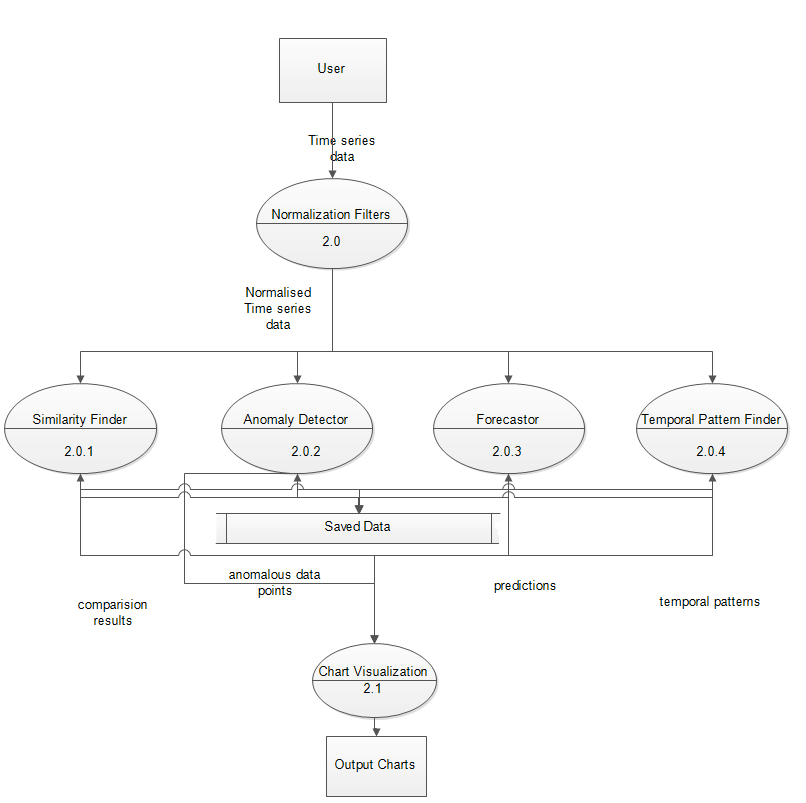 User
Time series
data
Normalization Filters
2.0
Normalised
Time series
data
Similarity Finder
2.0.1
Anomaly Detector
2.0.2
Forecastor
2.0.3
Temporal Pattern Finder
2.0.4
Saved Data
anomalous data
points
predictions
comparision
results
temporal patterns
Chart Visualization
2.1
Output Charts